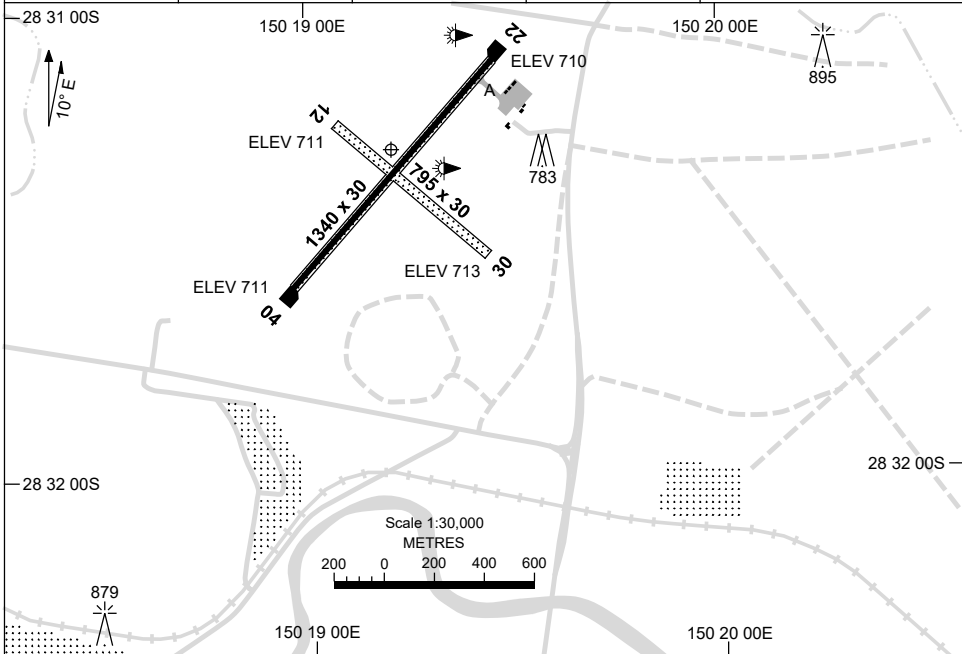 28 31 00S
150 19 00E
150 20 00E
10° E
22
ELEV 710
895
A
12
ELEV 711
783
795 x 30
1340 x 30
ELEV 713
30
ELEV 711
04
28 32 00S
28 32 00S
Scale 1:30,000
METRES
200 0 200 400 600
879
150 19 00E
150 20 00E